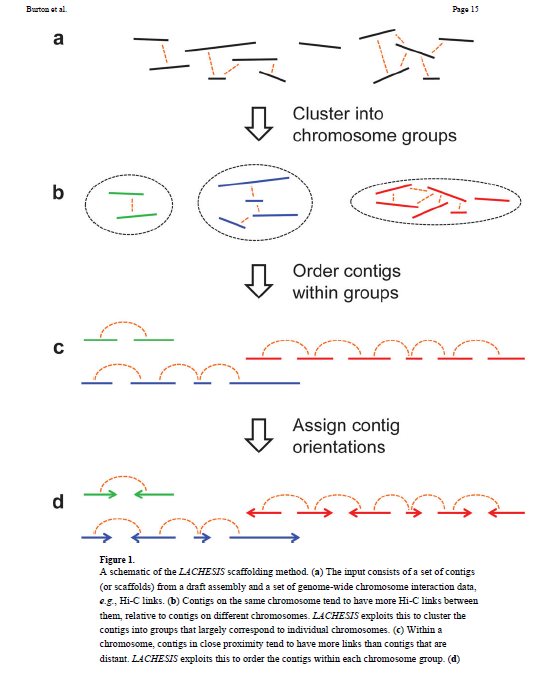 Burton et al.
Page 15
a
Cluster into
chromosome groups
b
Order contigs
within groups
c
Assign contig
orientations
d
Figure 1.
A schematic of the LACHESIS scaffolding method. (a) The input consists of a set of contigs
(or scaffolds) from a draft assembly and a set of genome-wide chromosome interaction data,
e.g., Hi-C links. (b) Contigs on the same chromosome tend to have more Hi-C links between
them, relative to contigs on different chromosomes. LACHESIS exploits this to cluster the
contigs into groups that largely correspond to individual chromosomes. (c) Within a
chromosome, contigs in close proximity tend to have more links than contigs that are
distant. LACHESIS exploits this to order the contigs within each chromosome group. (d)